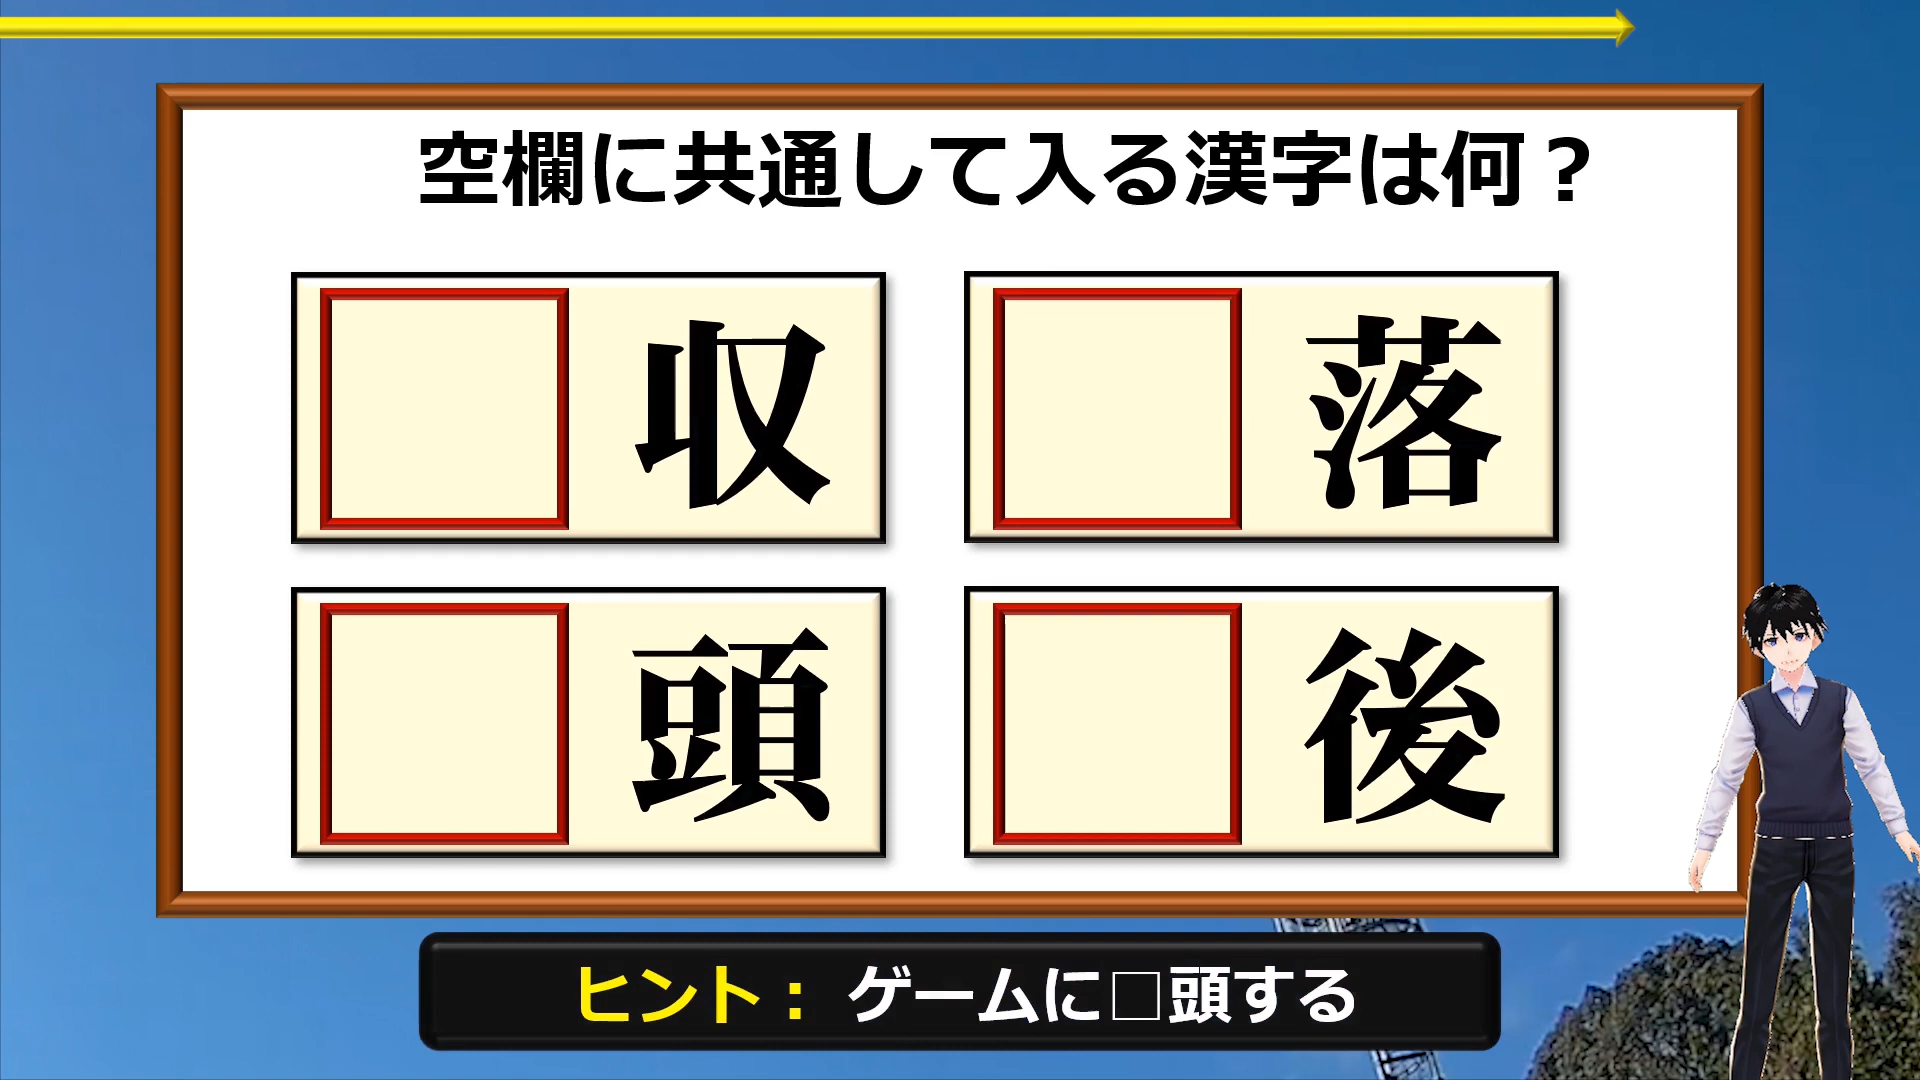 空欄に共通して入る漢字は何？
収
落
頭
後
ヒント： ゲームに□頭する